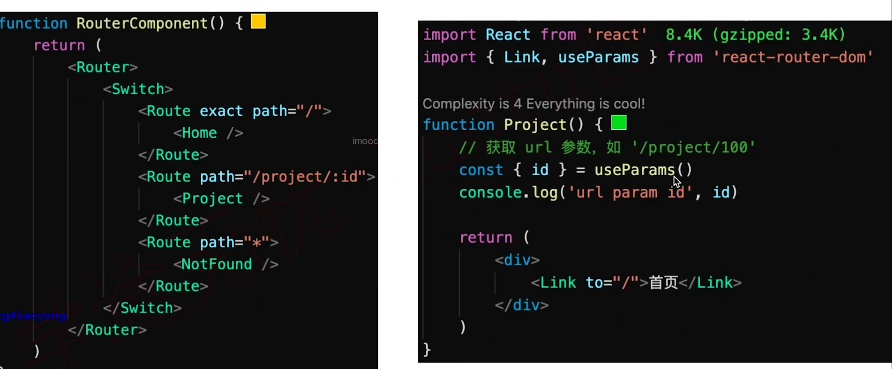 function RouterComponent() {
return (
<Router>
<Switch>
<Route exact path="/">
<Home />
</Route>
<Route path="/project/:id">
<Project />
</Route>
<Route path="*">
<NotFound />
</Route>
</Switch>
</Router>
)
import React from 'react' 8.4K (gzipped: 3.4K)
import { Link, useParams } from 'react-router-dom'
Complexity is 4 Everything is cool!
function Project() {
// 获取 url 参数，如 '/project/100'
const { id } = useParams()
console.log('url param id', id)
return (
<div>
<Link to="/">首页</Link>
</div>
)
}